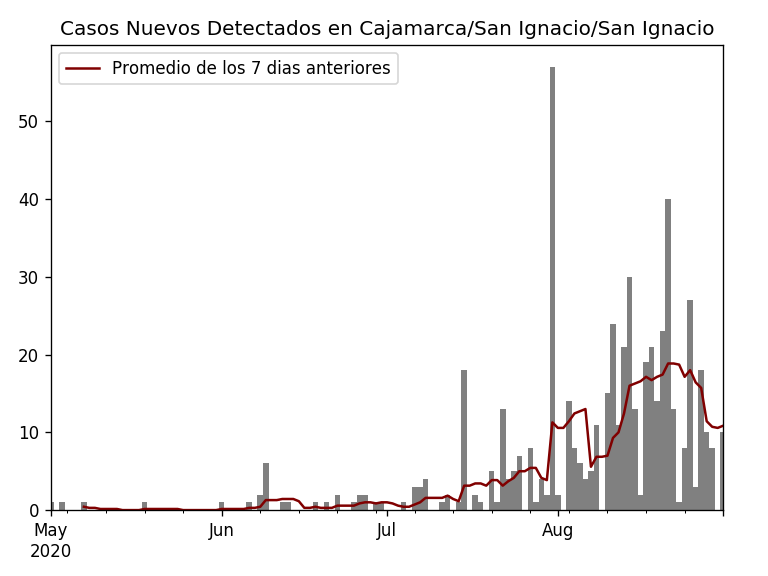 Casos Nuevos Detectados en Cajamarca/San Ignacio/San Ignacio
Promedio de los 7 dias anteriores
50
40
30
20
10
0
May Jun Jul Aug
2020